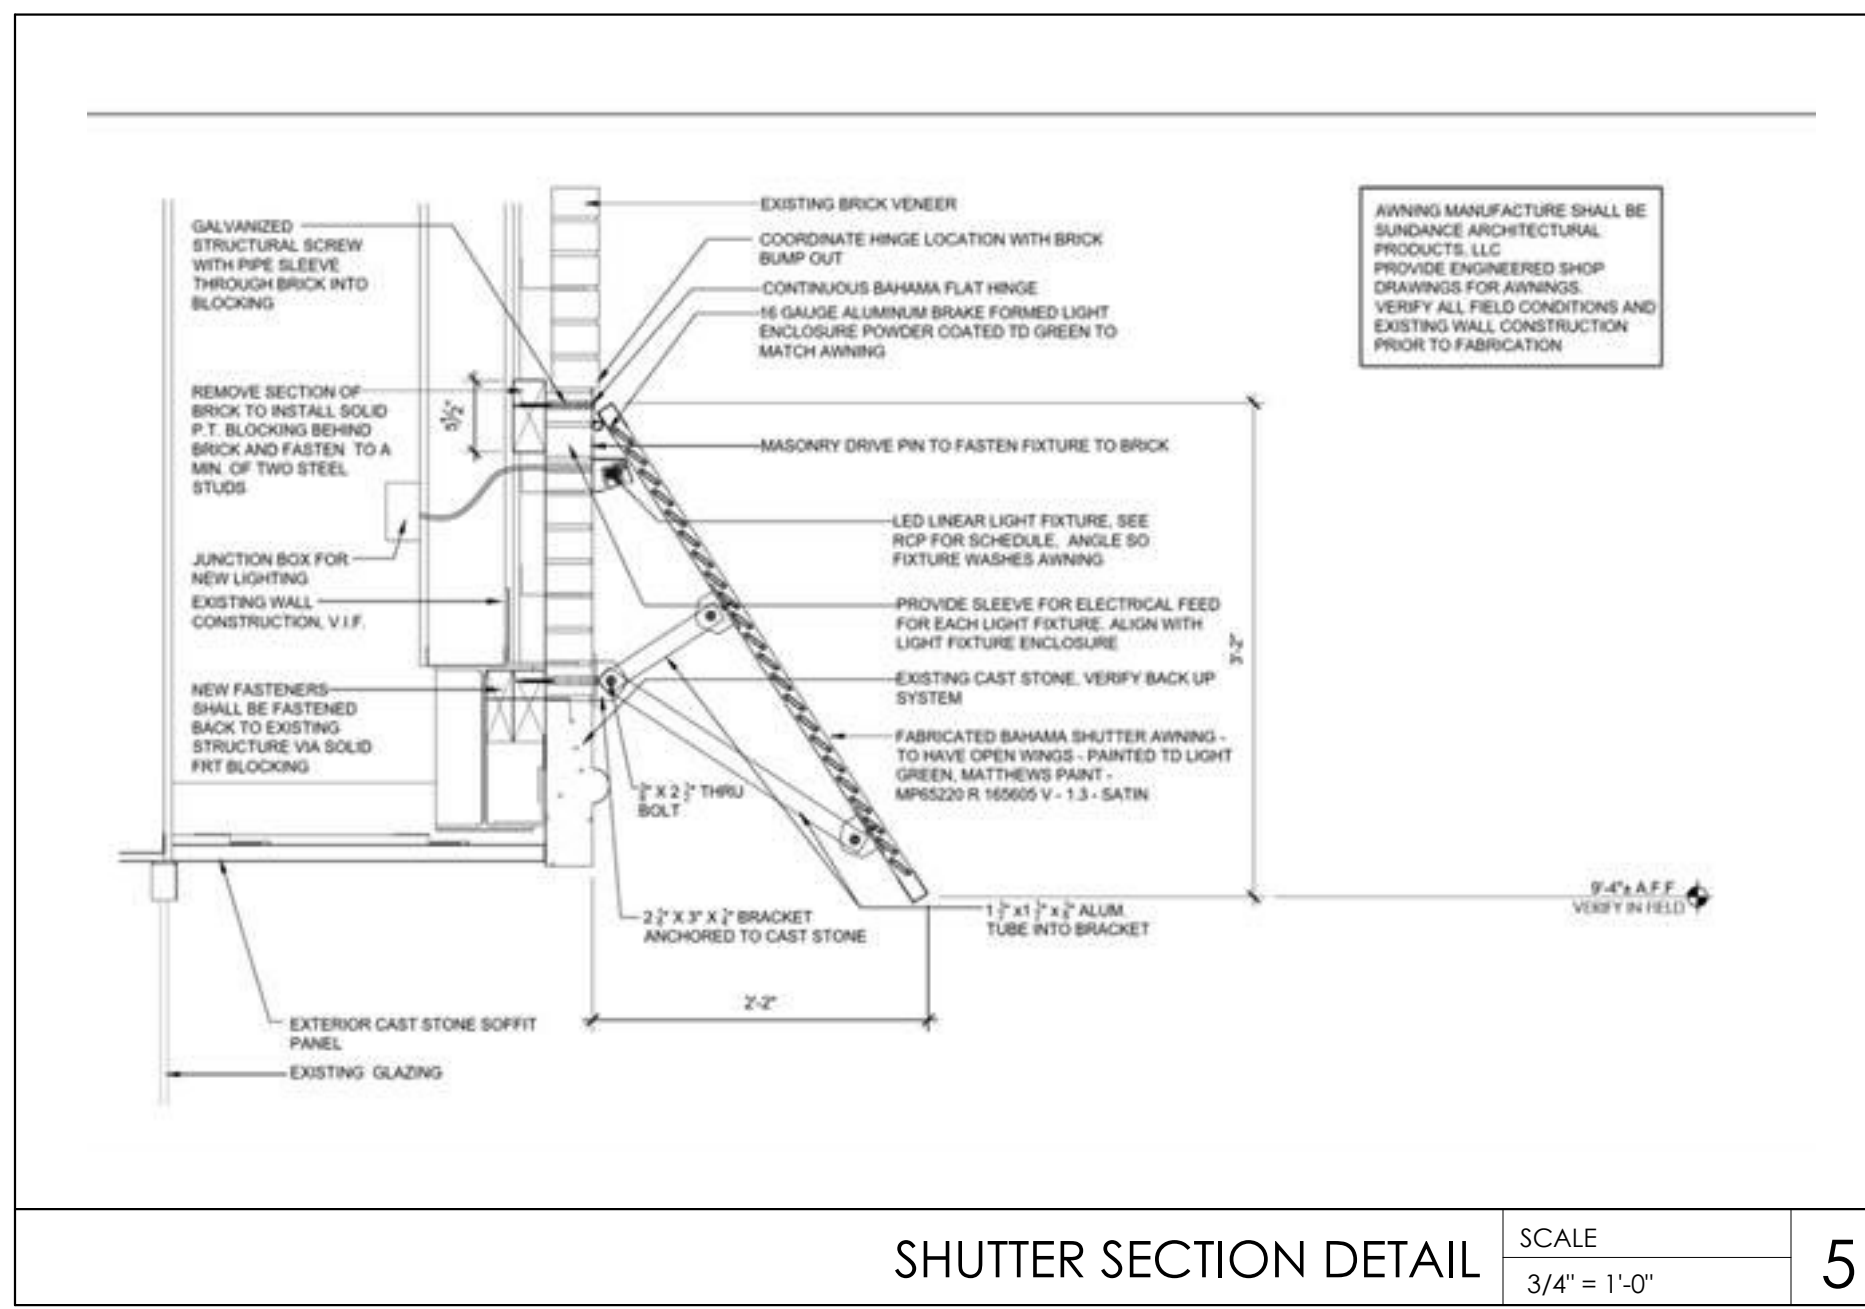 GALVANIZED
STRUCTURAL SCREW
WITH PIPE SLEEVE
THROUGH BRICK INTO
BLOCKING
REMOVE SECTION OF
BRICK TO INSTALL SOLID
P.T. BLOCKING BEHIND
BRICK AND FASTEN TO A
MIN. OF TWO STEEL
STUDS
5½"
JUNCTION BOX FOR
NEW LIGHTING
EXISTING WALL
CONSTRUCTION, V.I.F.
NEW FASTENERS
SHALL BE FASTENED
BACK TO EXISTING
STRUCTURE VIA SOLID
FRT BLOCKING
EXISTING BRICK VENEER
COORDINATE HINGE LOCATION WITH BRICK
BUMP OUT
CONTINUOUS BAHAMA FLAT HINGE
16 GAUGE ALUMINUM BRAKE FORMED LIGHT
ENCLOSURE POWDER COATED TD GREEN TO
MATCH AWNING
MASONRY DRIVE PIN TO FASTEN FIXTURE TO BRICK
LED LINEAR LIGHT FIXTURE, SEE
RCP FOR SCHEDULE, ANGLE SO
FIXTURE WASHES AWNING
PROVIDE SLEEVE FOR ELECTRICAL FEED
FOR EACH LIGHT FIXTURE. ALIGN WITH
LIGHT FIXTURE ENCLOSURE
EXISTING CAST STONE, VERIFY BACK UP
SYSTEM
FABRICATED BAHAMA SHUTTER AWNING -
TO HAVE OPEN WINGS - PAINTED TD LIGHT
GREEN, MATTHEWS PAINT -
MP65220 R 165605 V - 1.3 - SATIN
3'-2"
AWNING MANUFACTURE SHALL BE
SUNDANCE ARCHITECTURAL
PRODUCTS, LLC
PROVIDE ENGINEERED SHOP
DRAWINGS FOR AWNINGS.
VERIFY ALL FIELD CONDITIONS AND
EXISTING WALL CONSTRUCTION
PRIOR TO FABRICATION
THRU
BOLT
BRACKET
ANCHORED TO CAST STONE
ALUM.
TUBE INTO BRACKET
9'-4"± A.F.F
VERIFY IN FIELD
2'-2"
EXTERIOR CAST STONE SOFFIT
PANEL
EXISTING GLAZING
SHUTTER SECTION DETAIL
SCALE
3/4" = 1'-0"
5